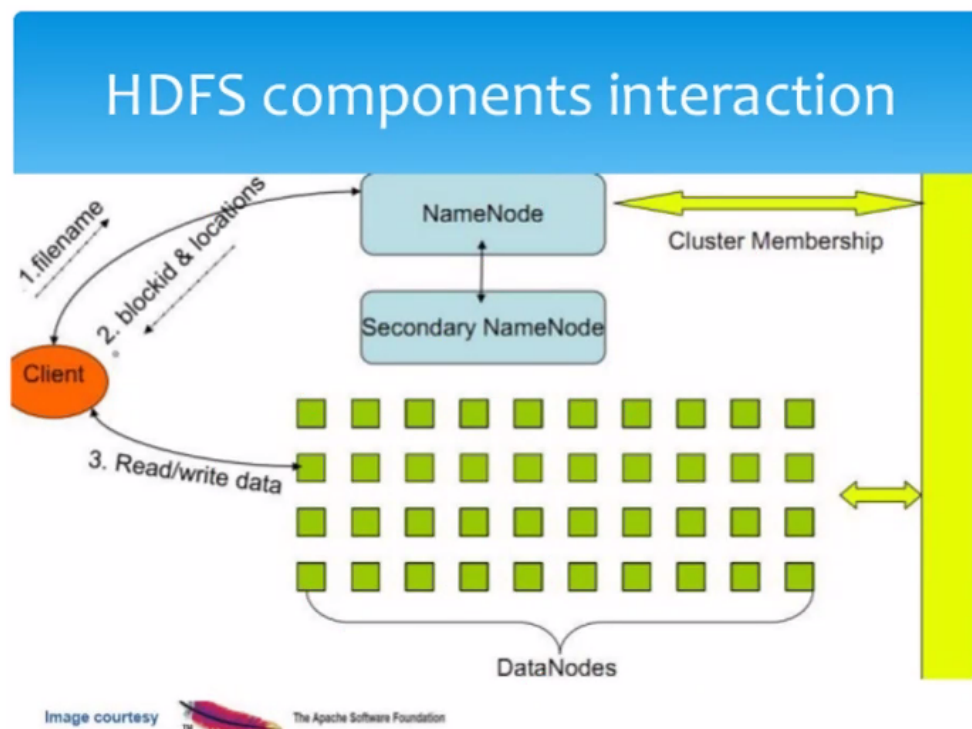 HDFS components interaction
1.filename
2. blockid & locations
NameNode
Cluster Membership
Secondary NameNode
Client
3. Read/write data
DataNodes
Image courtesy
TM
The Apache Software Foundation